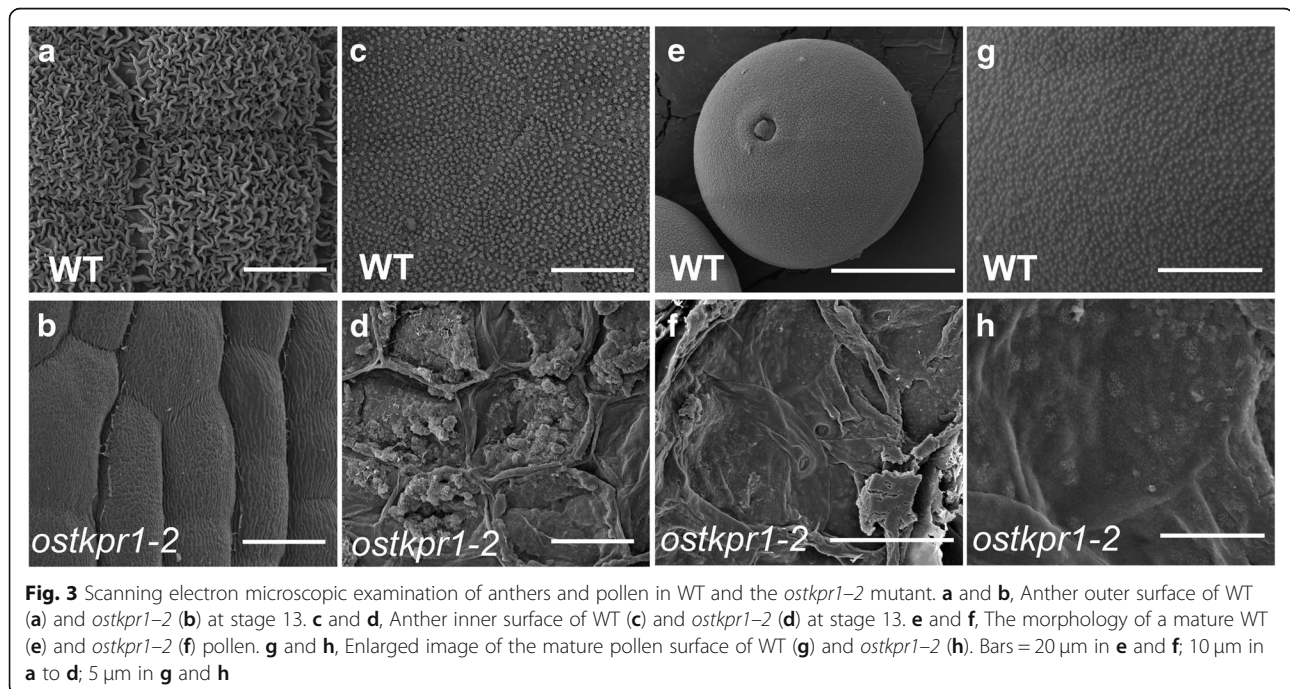 a
c
e
g
WT
WT
WT
WT
b
d
f
h
ostkpr1-2
ostkpr1-2
ostkpr1-2
ostkpr1-2
Fig. 3 Scanning electron microscopic examination of anthers and pollen in WT and the ostkpr1–2 mutant. a and b, Anther outer surface of WT
(a) and ostkpr1–2 (b) at stage 13. c and d, Anther inner surface of WT (c) and ostkpr1–2 (d) at stage 13. e and f, The morphology of a mature WT
(e) and ostkpr1–2 (f) pollen. g and h, Enlarged image of the mature pollen surface of WT (g) and ostkpr1–2 (h). Bars = 20 μm in e and f; 10 μm in
a to d; 5 μm in g and h